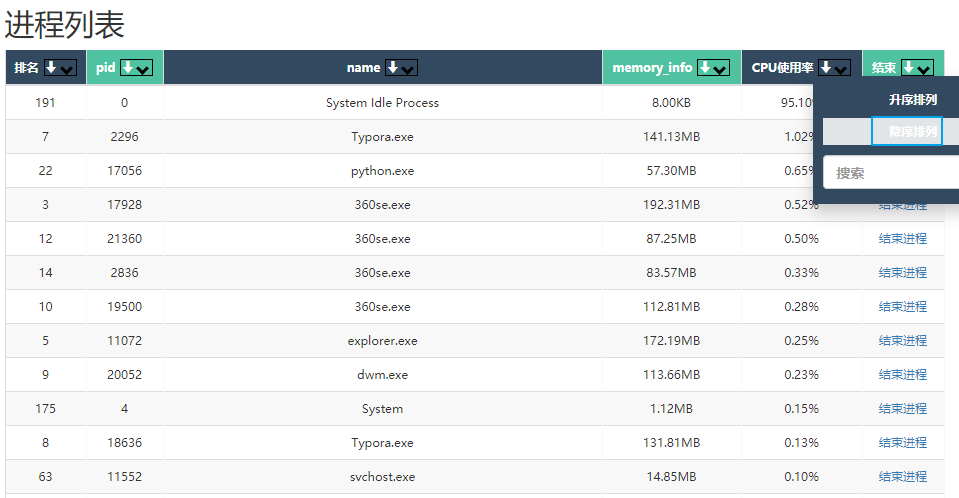 进程列表
排名 pid name memory_info CPU使用率 结束
升序排列
降序排列
搜索
191 0 System Idle Process 8.00KB 95.10%
7 2296 Typora.exe 141.13MB 1.02%
22 17056 python.exe 57.30MB 0.65%
3 17928 360se.exe 192.31MB 0.52% 结束进程
12 21360 360se.exe 87.25MB 0.50% 结束进程
14 2836 360se.exe 83.57MB 0.33% 结束进程
10 19500 360se.exe 112.81MB 0.28% 结束进程
5 11072 explorer.exe 172.19MB 0.25% 结束进程
9 20052 dwm.exe 113.66MB 0.23% 结束进程
175 4 System 1.12MB 0.15% 结束进程
8 18636 Typora.exe 131.81MB 0.13% 结束进程
63 11552 svchost.exe 14.85MB 0.10% 结束进程